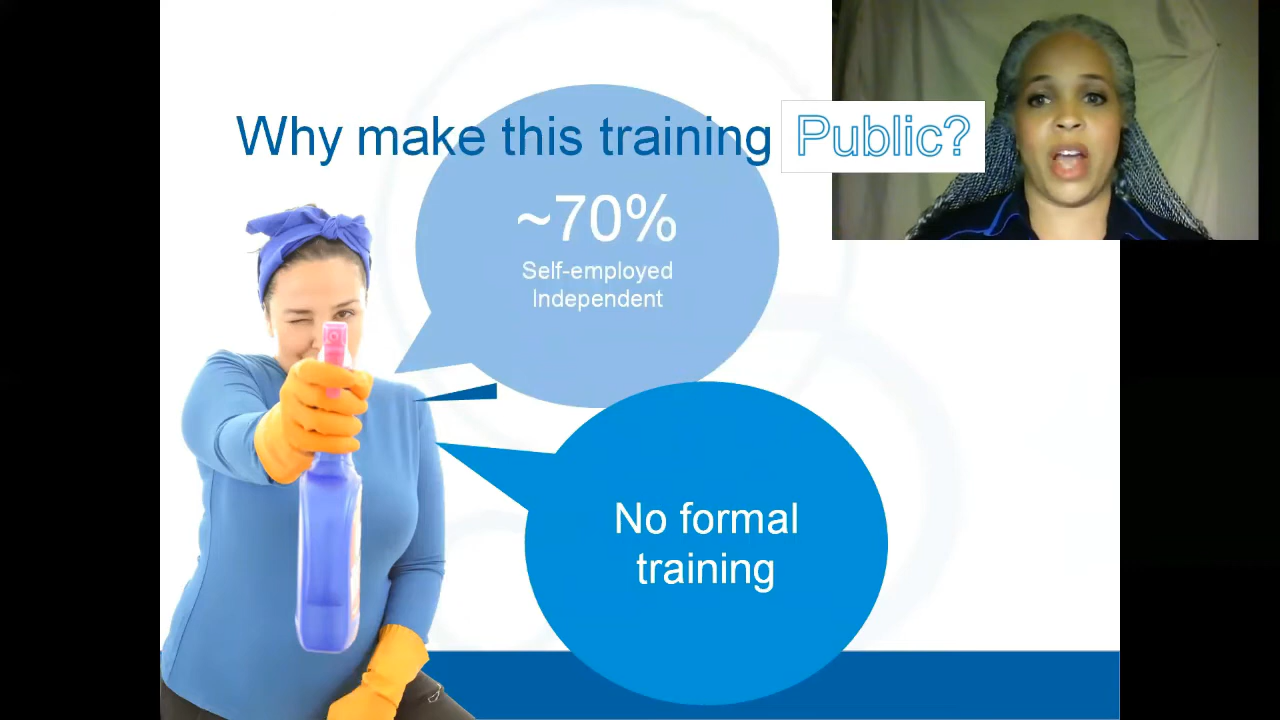 Why make this training Public?
~70%
Self-employed
Independent
No formal
training